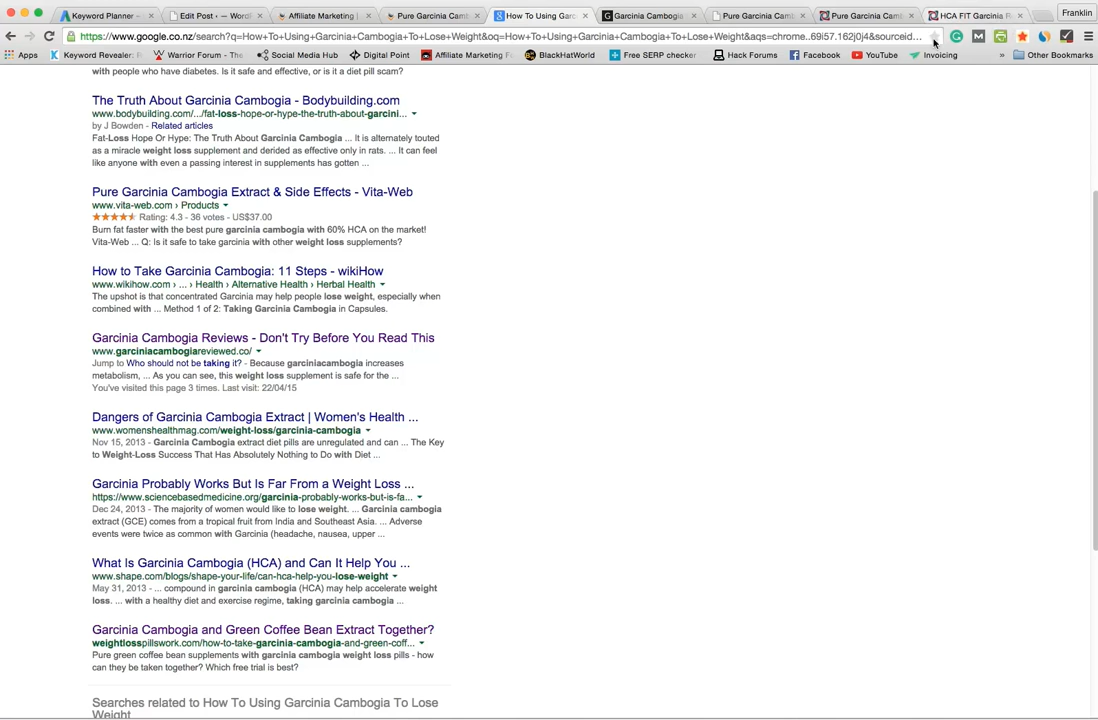 Keyword Planner –
Edit Post ‹ — WordP
Affiliate Marketing |
Pure Garcinia Camb
How To Using Garc
Garcinia Cambogia
Pure Garcinia Camb
Pure Garcinia Camb
HCA FIT Garcinia R
Franklin
https://www.google.co.nz/search?q=How+To+Using+Garcinia+Cambogia+To+Lose+Weight&oq=How+To+Using+Garcinia+Cambogia+To+Lose+Weight&aqs=chrome..69i57.162j0j4&sourceid...
Apps
Keyword Revealer:
Warrior Forum - The
Social Media Hub
Digital Point
Affiliate Marketing
BlackHatWorld
Free SERP checker
Hack Forums
Facebook
YouTube
Invoicing
» Other Bookmarks
with people who have diabetes. Is it safe and effective, or is it a diet pill scam?
The Truth About Garcinia Cambogia - Bodybuilding.com
www.bodybuilding.com/.../fat-loss-hope-or-hype-the-truth-about-garcini...
by J Bowden - Related articles
Fat-Loss Hope Or Hype: The Truth About Garcinia Cambogia ... It is alternately touted
as a miracle weight loss supplement and derided as effective only in rats. ... It can feel
like anyone with even a passing interest in supplements has gotten ...
Pure Garcinia Cambogia Extract & Side Effects - Vita-Web
www.vita-web.com › Products
Rating: 4.3 - 36 votes - US$37.00
Burn fat faster with the best pure garcinia cambogia with 60% HCA on the market!
Vita-Web ... Q: Is it safe to take garcinia with other weight loss supplements?
How to Take Garcinia Cambogia: 11 Steps - wikiHow
www.wikihow.com › ... › Health › Alternative Health › Herbal Health
The upshot is that concentrated Garcinia may help people lose weight, especially when
combined with ... Method 1 of 2: Taking Garcinia Cambogia in Capsules.
Garcinia Cambogia Reviews - Don't Try Before You Read This
www.garciniacambogiareviewed.co/
Jump to Who should not be taking it? - Because garciniacambogia increases
metabolism, ... As you can see, this weight loss supplement is safe for the ...
You've visited this page 3 times. Last visit: 22/04/15
Dangers of Garcinia Cambogia Extract | Women's Health ...
www.womenshealthmag.com/weight-loss/garcinia-cambogia
Nov 15, 2013 - Garcinia Cambogia extract diet pills are unregulated and can ... The Key
to Weight-Loss Success That Has Absolutely Nothing to Do with Diet ...
Garcinia Probably Works But Is Far From a Weight Loss ...
https://www.sciencebasedmedicine.org/garcinia-probably-works-but-is-fa...
Dec 24, 2013 - The majority of women would like to lose weight. ... Garcinia cambogia
extract (GCE) comes from a tropical fruit from India and Southeast Asia. ... Adverse
events were twice as common with Garcinia (headache, nausea, upper ...
What Is Garcinia Cambogia (HCA) and Can It Help You ...
www.shape.com/blogs/shape-your-life/can-hca-help-you-lose-weight
May 31, 2013 - ... compound in garcinia cambogia (HCA) may help accelerate weight
loss. ... with a healthy diet and exercise regime, taking garcinia cambogia ...
Garcinia Cambogia and Green Coffee Bean Extract Together?
weightlosspillswork.com/how-to-take-garcinia-cambogia-and-green-coff...
Pure green coffee bean supplements with garcinia cambogia weight loss pills - how
can they be taken together? Which free trial is best?
Searches related to How To Using Garcinia Cambogia To Lose
Weight